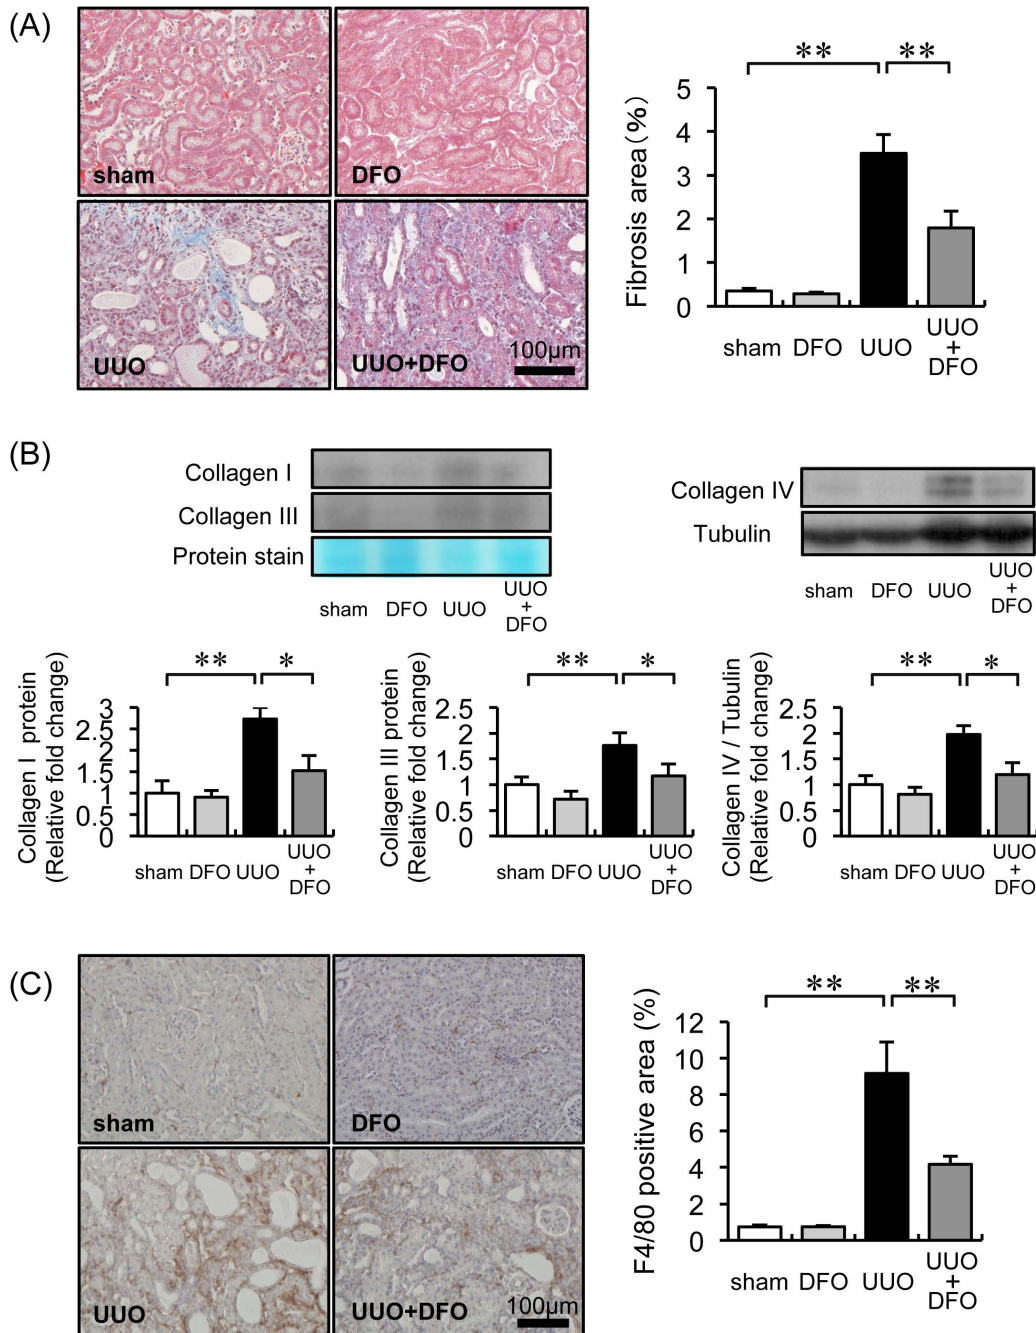 (A)
sham
DFO
UUO
UUO+DFO
100μm
** **
Fibrosis area (%)
5
4
3
2
1
0
sham DFO UUO UUO
+
DFO
(B)
Collagen I
Collagen III
Protein stain
sham DFO UUO UUO
+
DFO
Collagen IV
Tubulin
sham DFO UUO UUO
+
DFO
** *
Collagen I protein
(Relative fold change)
3
2.5
2
1.5
1
0.5
0
sham DFO UUO UUO
+
DFO
** *
Collagen III protein
(Relative fold change)
2.5
2
1.5
1
0.5
0
sham DFO UUO UUO
+
DFO
** *
Collagen IV / Tubulin
(Relative fold change)
2.5
2
1.5
1
0.5
0
sham DFO UUO UUO
+
DFO
(C)
sham
DFO
UUO
UUO+DFO
100μm
** **
F4/80 positive area (%)
12
10
8
6
4
2
0
sham DFO UUO UUO
+
DFO